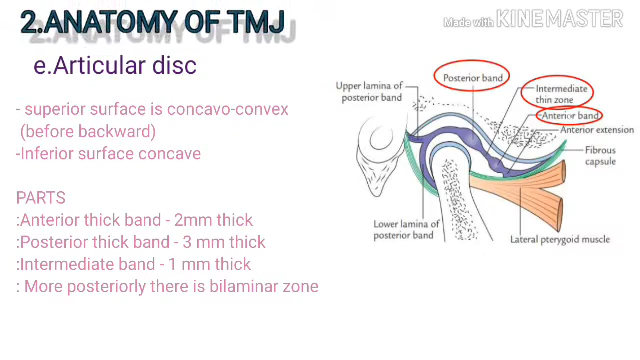 2.ANATOMY OF TMJ
Made with KINEMASTER
e.Articular disc
- superior surface is concavo-convex
(before backward)
-Inferior surface concave
PARTS
:Anterior thick band - 2mm thick
:Posterior thick band - 3 mm thick
:Intermediate band - 1 mm thick
: More posteriorly there is bilaminar zone
Upper lamina of
posterior band
Posterior band
Intermediate
thin zone
Anterior band
Anterior extension
Fibrous
capsule
Lower lamina of
posterior band
Lateral pterygoid muscle